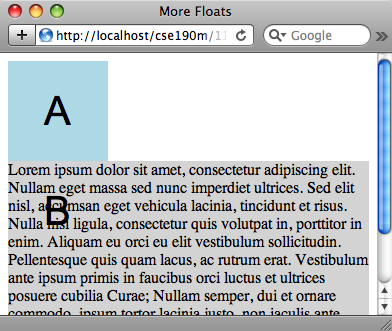 More Floats
http://localhost/cse190m/11
Google
A
Lorem ipsum dolor sit amet, consectetur adipiscing elit.
Nullam eget massa sed nunc imperdiet ultrices. Sed elit
nisl, accumsan eget vehicula lacinia, tincidunt et risus.
B
Nulla nisl ligula, consectetur quis volutpat in, porttitor in
enim. Aliquam eu orci eu elit vestibulum sollicitudin.
Pellentesque quis quam lacus, ac rutrum erat. Vestibulum
ante ipsum primis in faucibus orci luctus et ultrices
posuere cubilia Curae; Nullam semper, dui et ornare
commodo, ipsum tortor lacinia justo, non iaculis ante